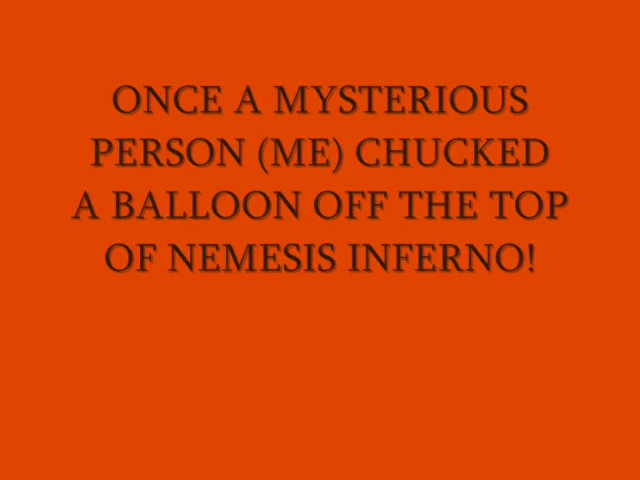 ONCE A MYSTERIOUS
PERSON (ME) CHUCKED
A BALLOON OFF THE TOP
OF NEMESIS INFERNO!